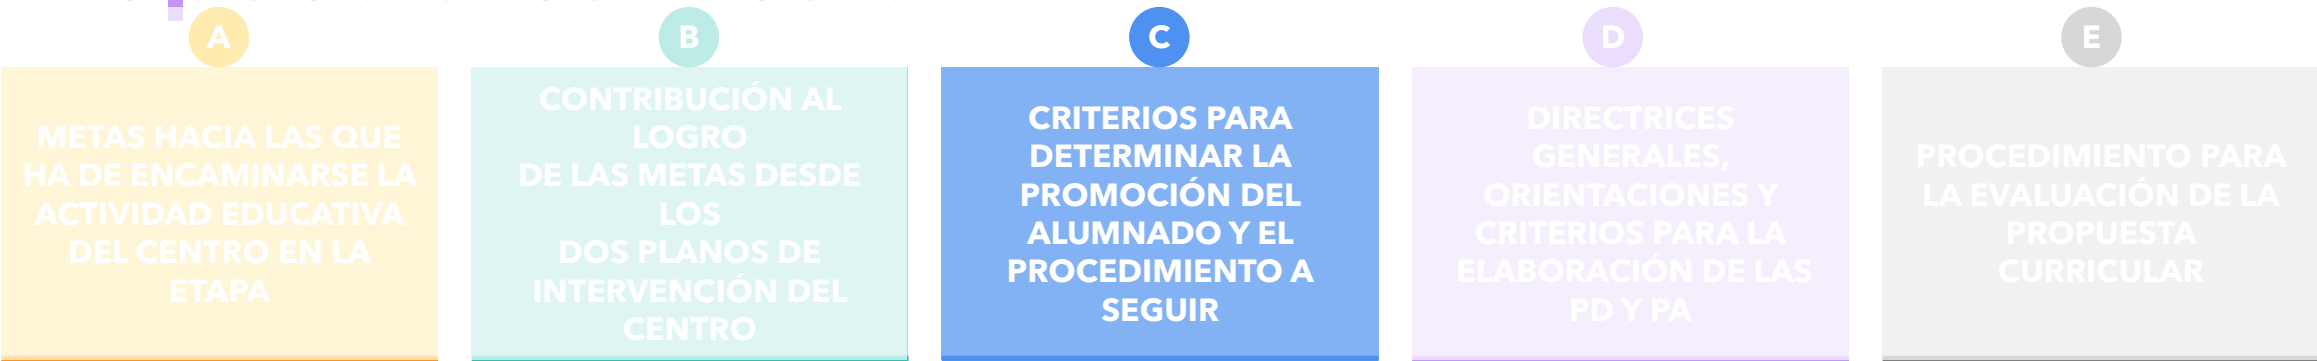 A
METAS HACIA LAS QUE
HA DE ENCAMINARSE LA
ACTIVIDAD EDUCATIVA
DEL CENTRO EN LA
ETAPA
B
CONTRIBUCIÓN AL
LOGRO
DE LAS METAS DESDE
LOS
DOS PLANOS DE
INTERVENCIÓN DEL
CENTRO
C
CRITERIOS PARA
DETERMINAR LA
PROMOCIÓN DEL
ALUMNADO Y EL
PROCEDIMIENTO A
SEGUIR
D
DIRECTRICES
GENERALES,
ORIENTACIONES Y
CRITERIOS PARA LA
ELABORACIÓN DE LAS
PD Y PA
E
PROCEDIMIENTO PARA
LA EVALUACIÓN DE LA
PROPUESTA
CURRICULAR